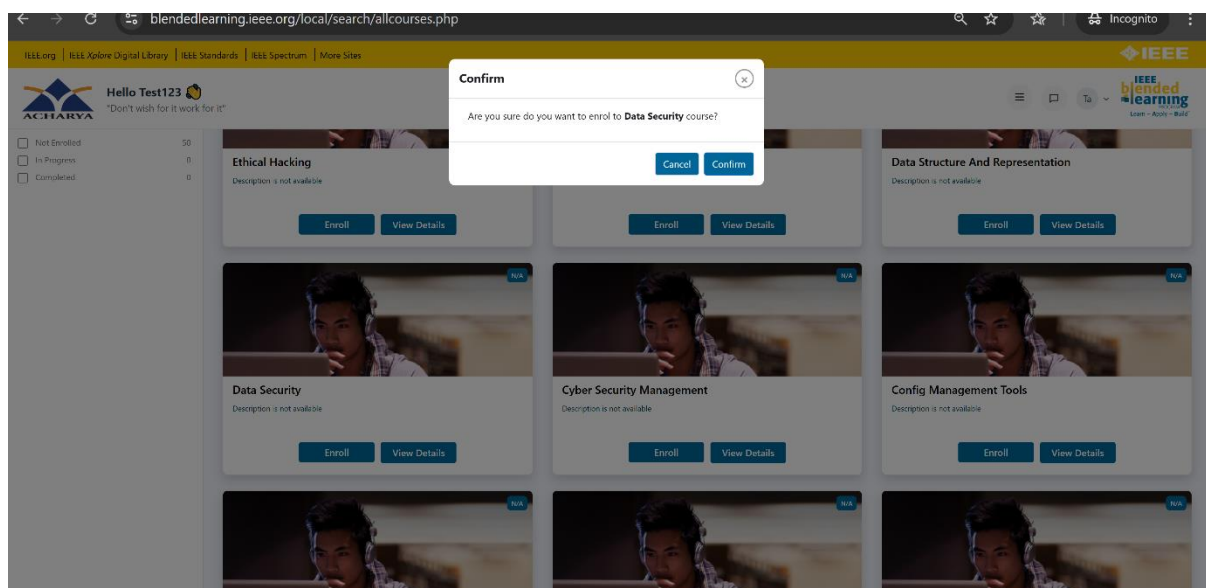 blendedlearning.ieee.org/local/search/allcourses.php
Incognito
IEEE.org | IEEE Xplore Digital Library | IEEE Standards | IEEE Spectrum | More Sites
IEEE
ACHARYA
Hello Test123
"Don't wish for it work for it"
Ta
IEEE
blended
learning
Learn - Apply - Build
Confirm
Are you sure do you want to enrol to Data Security course?
Cancel Confirm
Not Enrolled 50
In Progress 0
Completed 0
Ethical Hacking
Description is not available
Enroll View Details
Enroll View Details
Data Structure And Representation
Description is not available
Enroll View Details
N/A
Data Security
Description is not available
Enroll View Details
N/A
Cyber Security Management
Description is not available
Enroll View Details
N/A
Config Management Tools
Description is not available
Enroll View Details
N/A
N/A
N/A